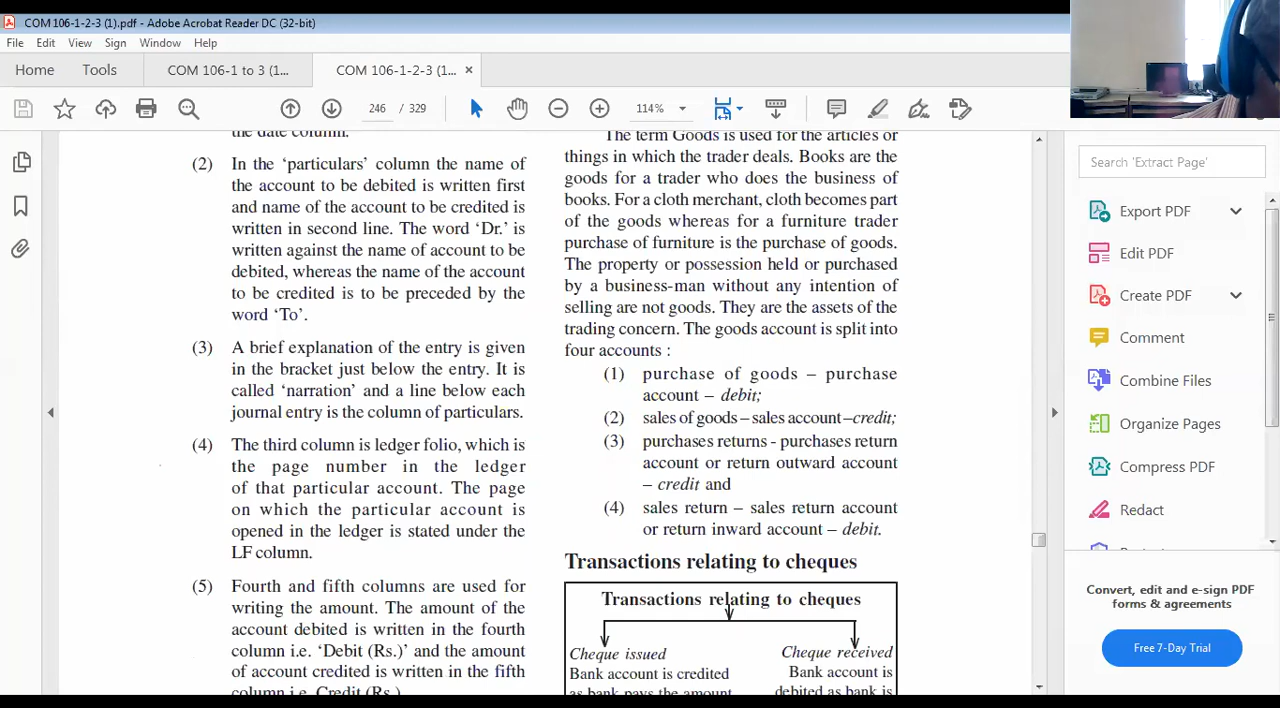 COM 106-1-2-3 (1).pdf - Adobe Acrobat Reader DC (32-bit)
File Edit View Sign Window Help
Home Tools COM 106-1 to 3 (1... COM 106-1-2-3 (1... ×
246 / 329 114%
the date column.
(2) In the ‘particulars’ column the name of
the account to be debited is written first
and name of the account to be credited is
written in second line. The word ‘Dr.’ is
written against the name of account to be
debited, whereas the name of the account
to be credited is to be preceded by the
word ‘To’.
(3) A brief explanation of the entry is given
in the bracket just below the entry. It is
called ‘narration’ and a line below each
journal entry is the column of particulars.
(4) The third column is ledger folio, which is
the page number in the ledger
of that particular account. The page
on which the particular account is
opened in the ledger is stated under the
LF column.
(5) Fourth and fifth columns are used for
writing the amount. The amount of the
account debited is written in the fourth
column i.e. ‘Debit (Rs.)’ and the amount
of account credited is written in the fifth
column i.e. Credit (Rs.)
The term Goods is used for the articles or
things in which the trader deals. Books are the
goods for a trader who does the business of
books. For a cloth merchant, cloth becomes part
of the goods whereas for a furniture trader
purchase of furniture is the purchase of goods.
The property or possession held or purchased
by a business-man without any intention of
selling are not goods. They are the assets of the
trading concern. The goods account is split into
four accounts :
(1) purchase of goods – purchase
account – debit;
(2) sales of goods – sales account –credit;
(3) purchases returns - purchases return
account or return outward account
– credit and
(4) sales return – sales return account
or return inward account – debit.
Transactions relating to cheques
Transactions relating to cheques
Cheque issued
Bank account is credited
as bank pays the amount
Cheque received
Bank account is
debited as bank is
Search 'Extract Page'
Export PDF
Edit PDF
Create PDF
Comment
Combine Files
Organize Pages
Compress PDF
Redact
Convert, edit and e-sign PDF
forms & agreements
Free 7-Day Trial